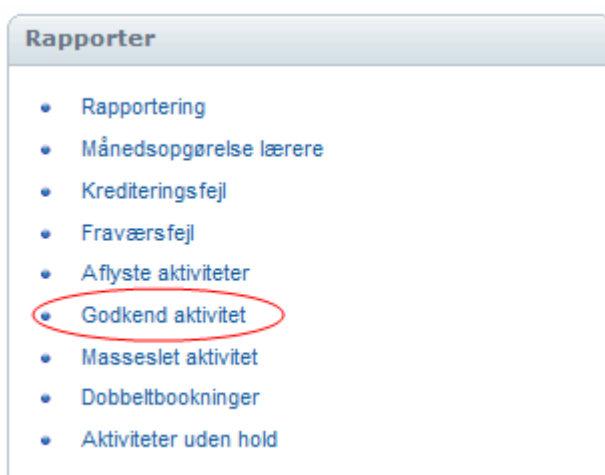 Rapporter
Rapportering
Månedsopgørelse lærere
Krediteringsfejl
Fraværsfejl
Aflyste aktiviteter
Godkend aktivitet
Masseslet aktivitet
Dobbeltbookninger
Aktiviteter uden hold